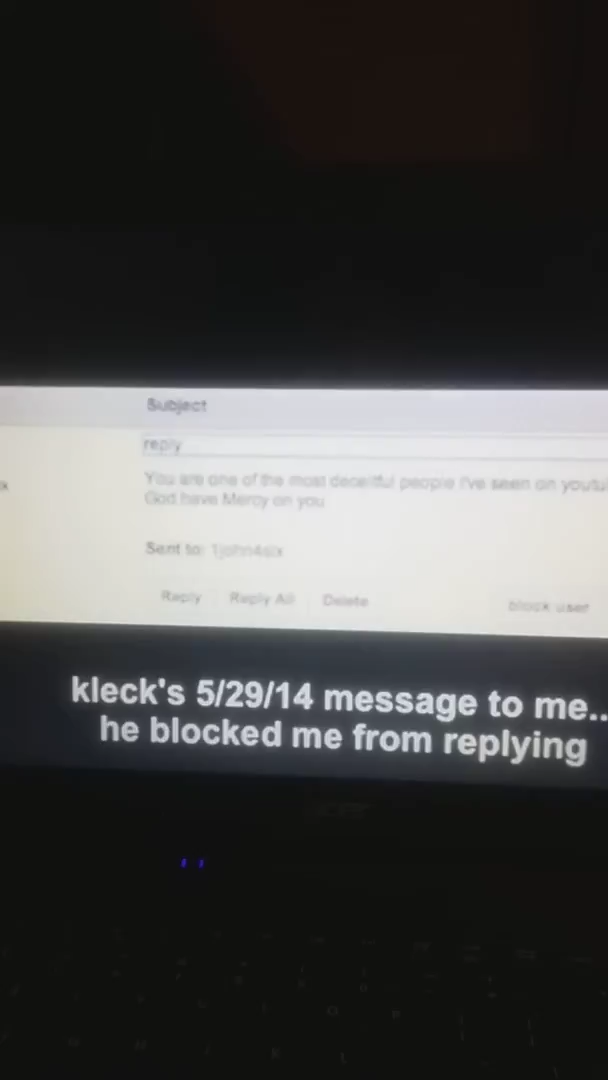 Subject
reply
You are one of the most deceitful people I've seen on youtu
God have Mercy on you
Sent to: 1john4six
Reply Reply All Delete block user
kleck's 5/29/14 message to me..
he blocked me from replying
acer